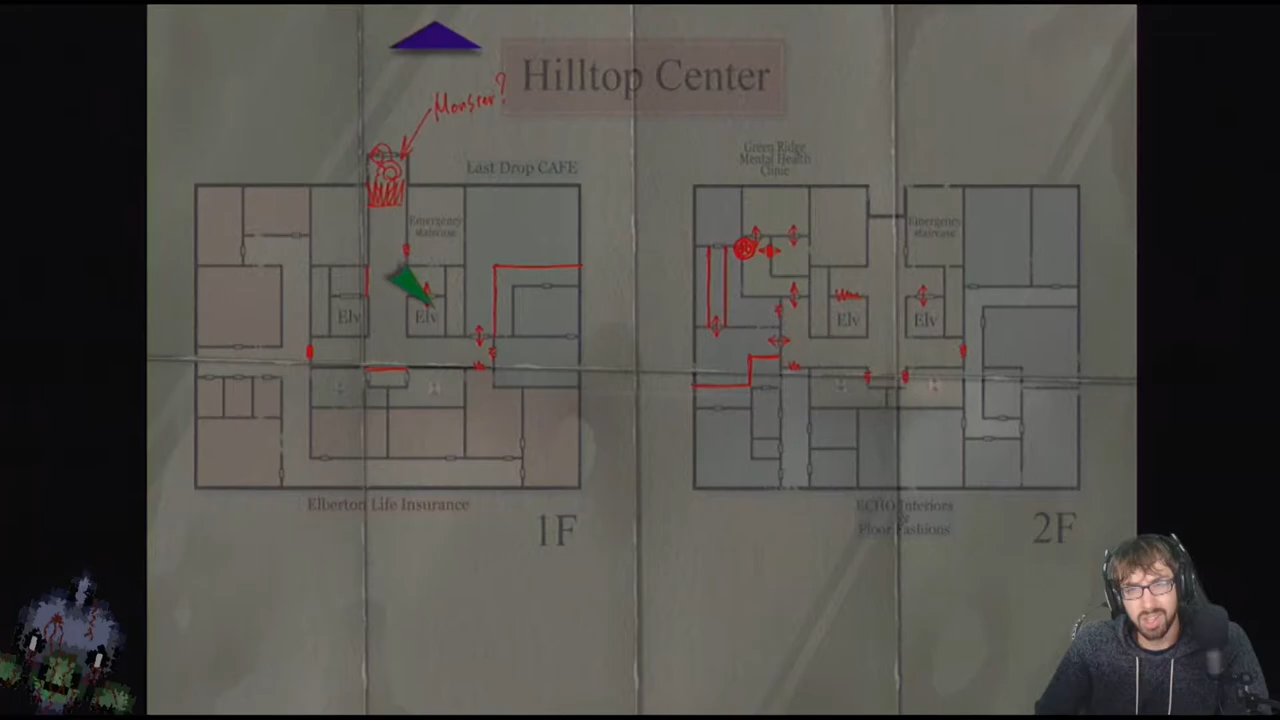 Hilltop Center
Monster?
Last Drop CAFE
Emergency
staircase
Elv
Elv
Elberton Life Insurance
1F
Green Ridge
Mental Health
Clinic
Emergency
staircase
Elv
Elv
ECHO Interiors
Floor Fashions
2F